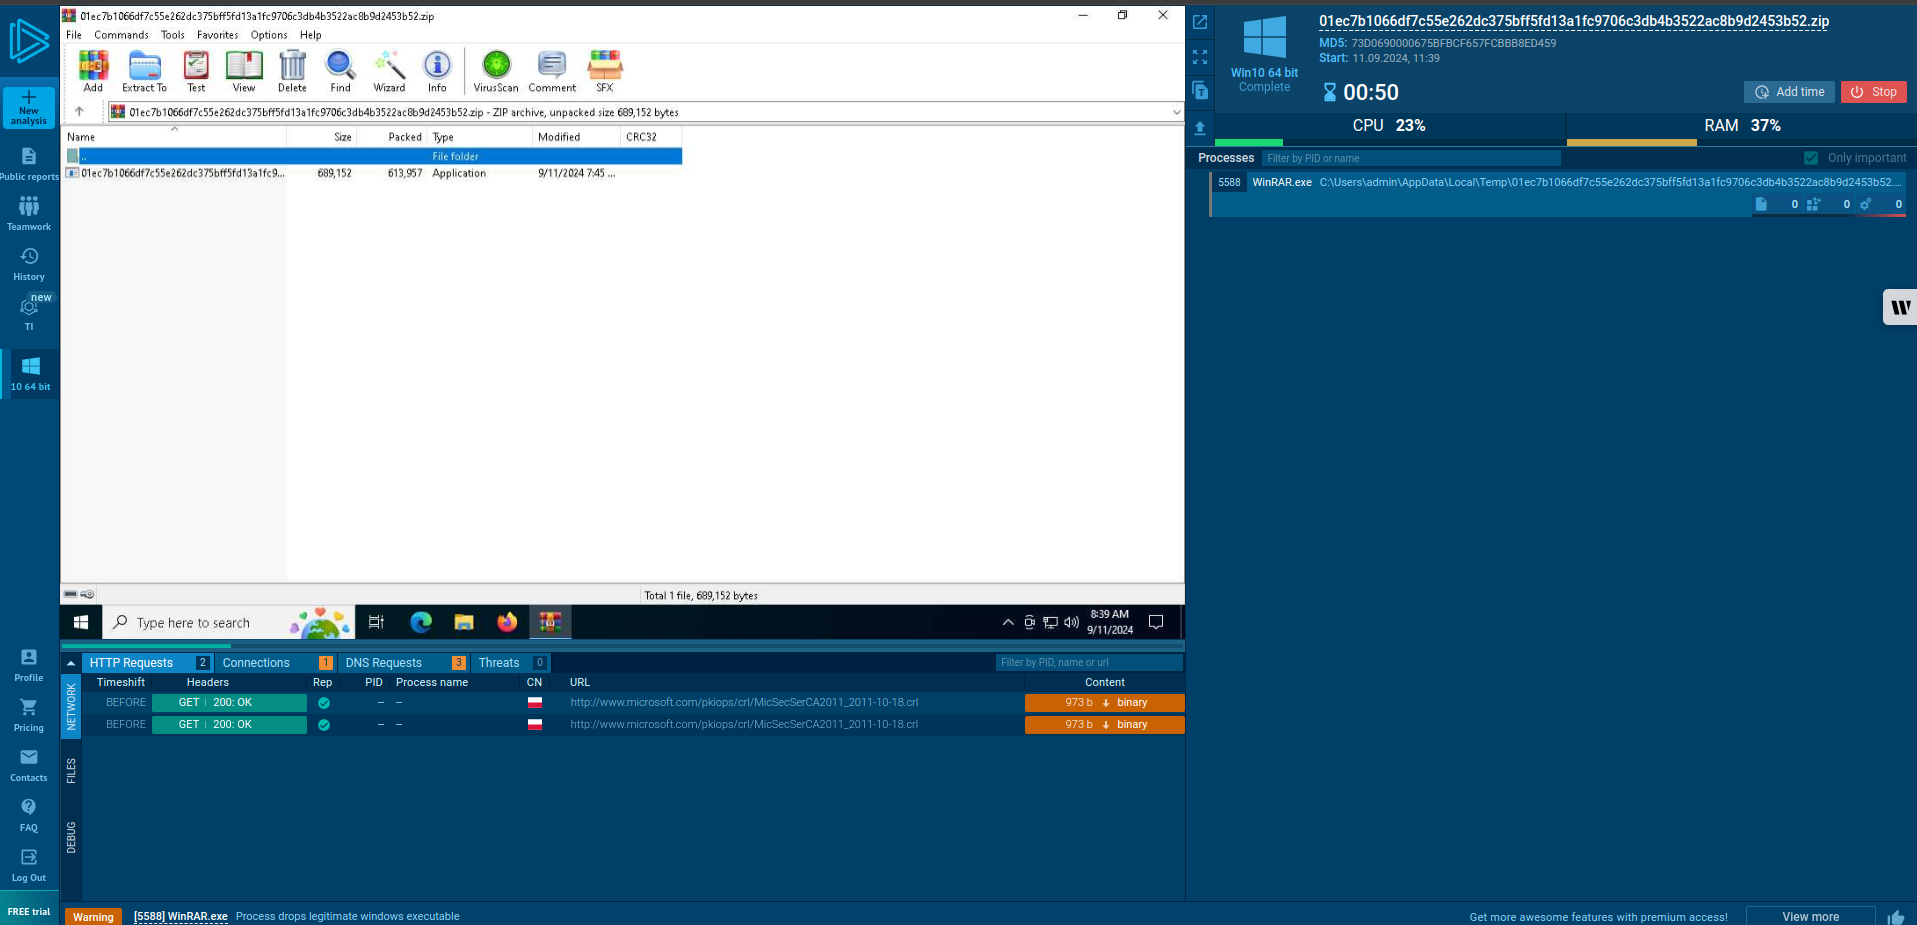 01ec7b1066df7c55e262dc375bff5fd13a1fc9706c3db4b3522ac8b9d2453b52.zip
File Commands Tools Favorites Options Help
Add Extract To Test View Delete Find Wizard Info VirusScan Comment SFX
01ec7b1066df7c55e262dc375bff5fd13a1fc9706c3db4b3522ac8b9d2453b52.zip - ZIP archive, unpacked size 689,152 bytes
Name Size Packed Type Modified CRC32
.. File folder
01ec7b1066df7c55e262dc375bff5fd13a1fc9... 689,152 613,957 Application 9/11/2024 7:45 ...
Total 1 file, 689,152 bytes
Type here to search
8:39 AM
9/11/2024
New
analysis
Public reports
Teamwork
History
new
TI
10 64 bit
Profile
Pricing
Contacts
FAQ
Log Out
FREE trial
HTTP Requests 2 Connections 1 DNS Requests 3 Threats 0 Filter by PID, name or url
NETWORK
FILES
DEBUG
Timeshift Headers Rep PID Process name CN URL Content
BEFORE GET 200: OK – – http://www.microsoft.com/pkiops/crl/MicSecSerCA2011_2011-10-18.crl 973 b binary
BEFORE GET 200: OK – – http://www.microsoft.com/pkiops/crl/MicSecSerCA2011_2011-10-18.crl 973 b binary
Warning [5588] WinRAR.exe Process drops legitimate windows executable
Win10 64 bit
Complete
01ec7b1066df7c55e262dc375bff5fd13a1fc9706c3db4b3522ac8b9d2453b52.zip
MD5: 73D0690000675BFBCF657FCBBB8ED459
Start: 11.09.2024, 11:39
00:50 Add time Stop
CPU 23% RAM 37%
Processes Filter by PID or name Only important
5588 WinRAR.exe C:\Users\admin\AppData\Local\Temp\01ec7b1066df7c55e262dc375bff5fd13a1fc9706c3db4b3522ac8b9d2453b52....
0 0 0
W
Get more awesome features with premium access! View more